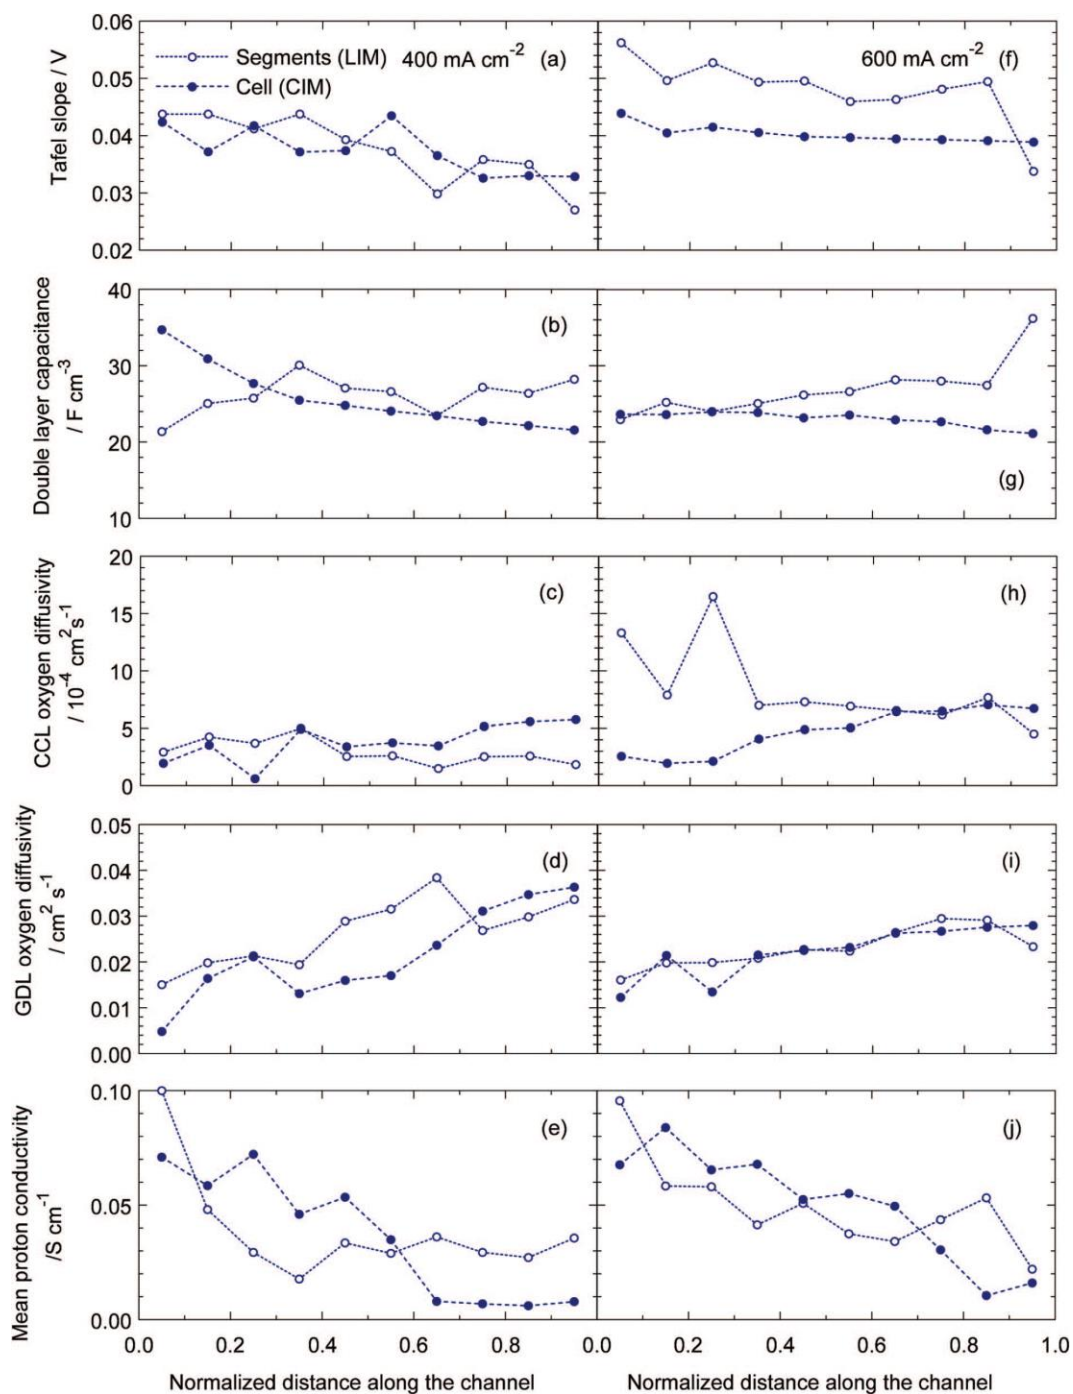 0.06
0.05
0.04
0.03
0.02
Tafel slope / V
Segments (LIM) 400 mA cm-2 (a)
Cell (CIM)
600 mA cm-2 (f)
40
30
20
10
Double layer capacitance
/ F cm-3
(b)
(g)
20
15
10
5
0
CCL oxygen diffusivity
/ 10-4 cm2s-1
(c)
(h)
0.05
0.04
0.03
0.02
0.01
0.00
GDL oxygen diffusivity
/ cm2 s-1
(d)
(i)
0.10
0.05
0.00
Mean proton conductivity
/S cm-1
(e)
(j)
0.0 0.2 0.4 0.6 0.8 0.0 0.2 0.4 0.6 0.8 1.0
Normalized distance along the channel Normalized distance along the channel